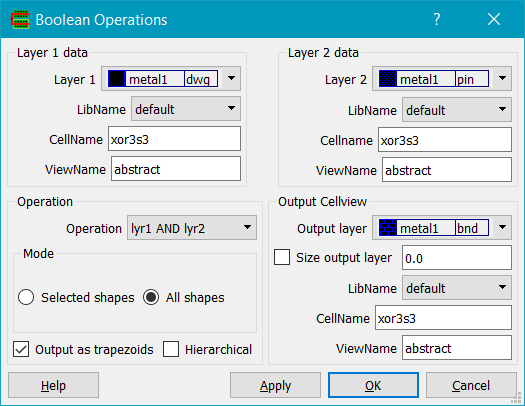 Boolean Operations
Layer 1 data
Layer 1 metal1 dwg
LibName default
CellName xor3s3
ViewName abstract
Layer 2 data
Layer 2 metal1 pin
LibName default
Cellname xor3s3
ViewName abstract
Operation
Operation lyr1 AND lyr2
Mode
Selected shapes All shapes
Output as trapezoids Hierarchical
Output Cellview
Output layer metal1 bnd
Size output layer 0.0
LibName default
CellName xor3s3
ViewName abstract
Help Apply OK Cancel